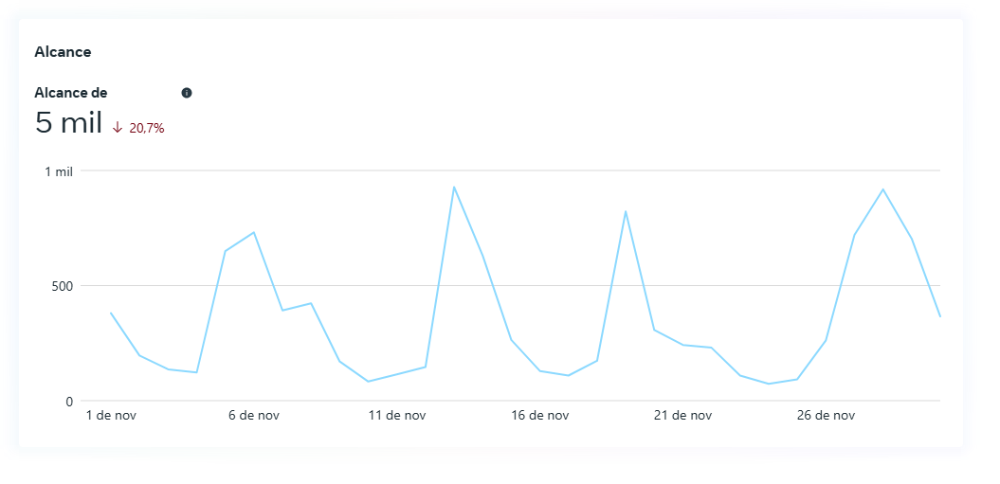 Alcance
Alcance de
5 mil ↓ 20,7%
1 mil
500
0
1 de nov 6 de nov 11 de nov 16 de nov 21 de nov 26 de nov